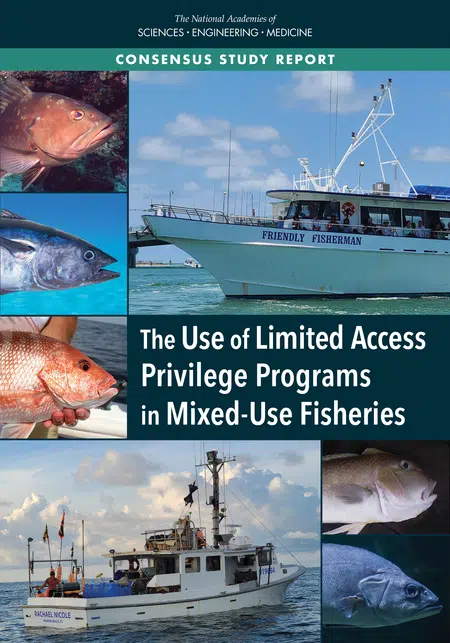 The National Academies of
SCIENCES · ENGINEERING · MEDICINE
CONSENSUS STUDY REPORT
FRIENDLY FISHERMAN
The Use of Limited Access
Privilege Programs
in Mixed-Use Fisheries
RACHAEL NICOLE